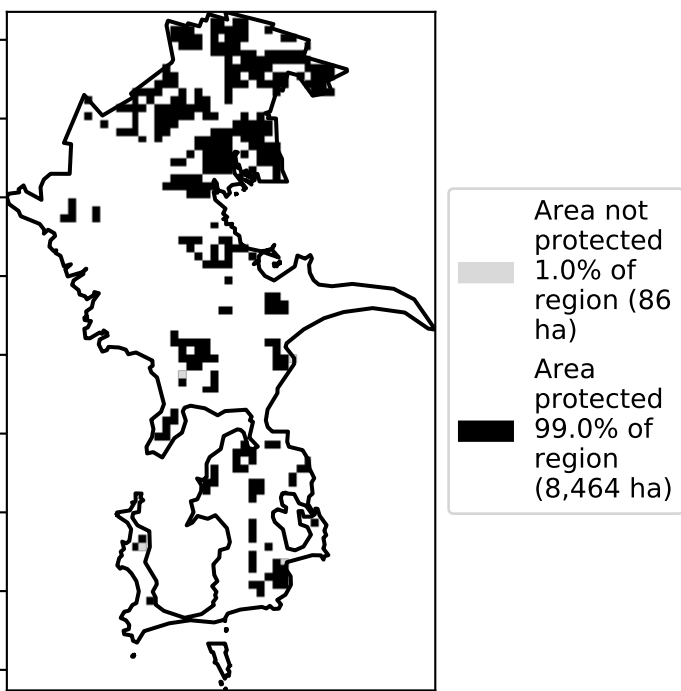 Area not
protected
1.0% of
region (86
ha)
Area
protected
99.0% of
region
(8,464 ha)